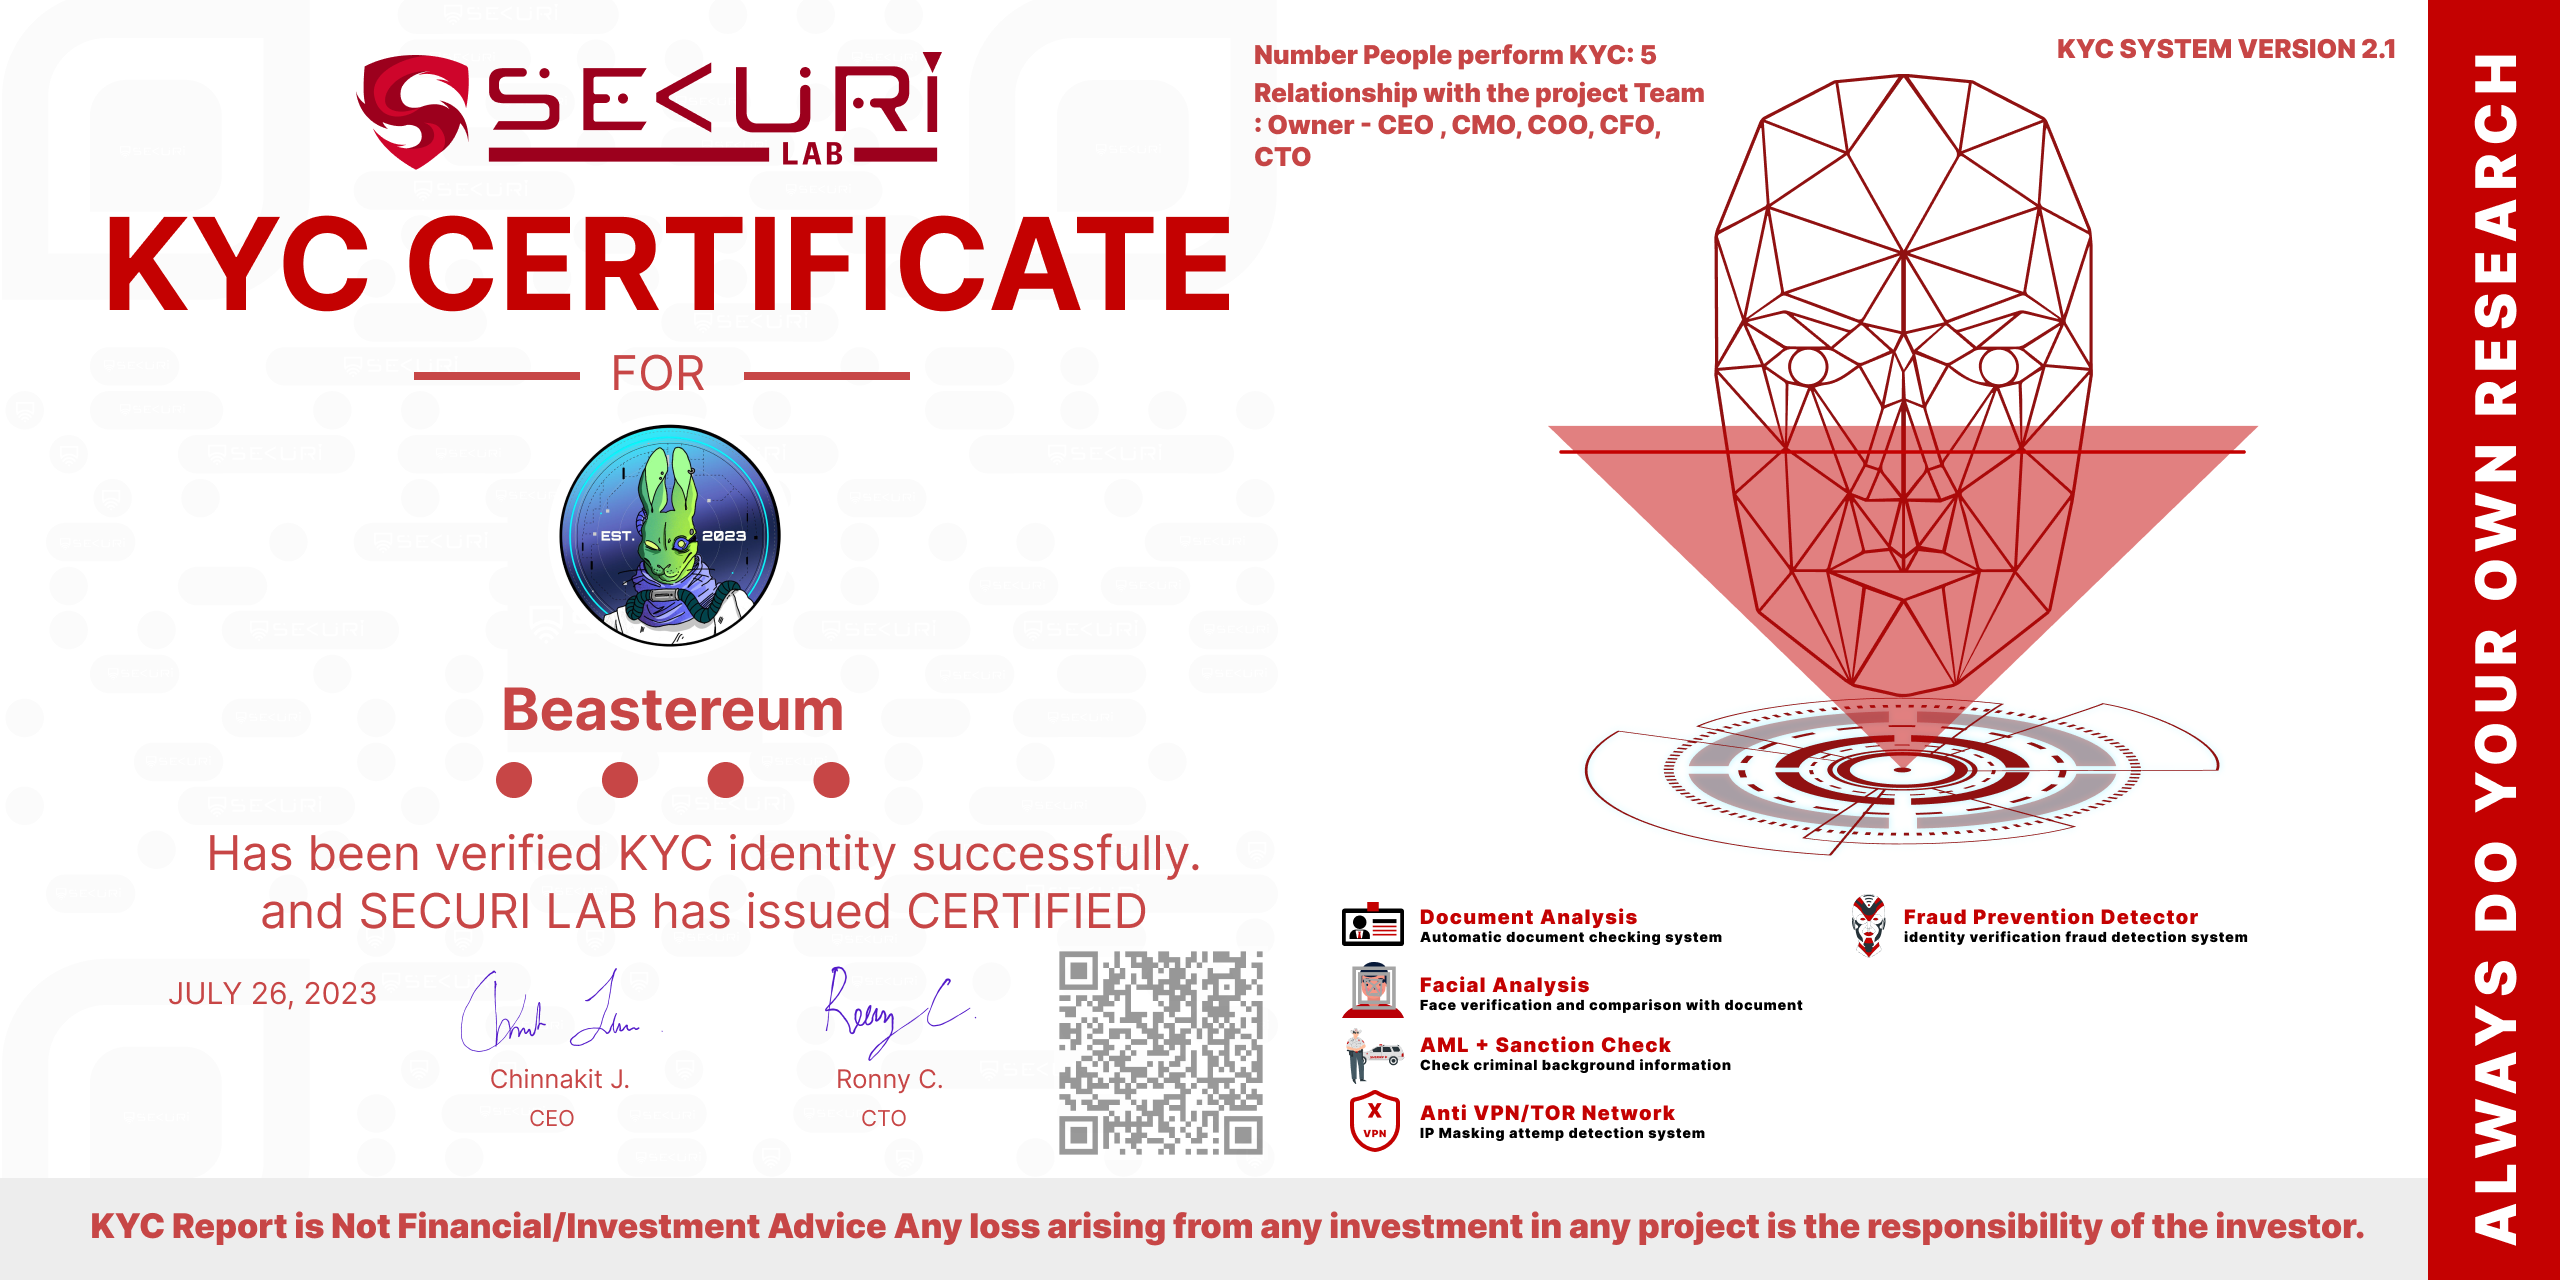 SECURI
LAB
KYC CERTIFICATE
FOR
EST. 2023
Beastereum
Has been verified KYC identity successfully.
and SECURI LAB has issued CERTIFIED
JULY 26, 2023
Chinnakit J.
CEO
Ronny C.
CTO
Number People perform KYC: 5
Relationship with the project Team
: Owner - CEO , CMO, COO, CFO,
CTO
KYC SYSTEM VERSION 2.1
Document Analysis
Automatic document checking system
Facial Analysis
Face verification and comparison with document
AML + Sanction Check
Check criminal background information
X
VPN
Anti VPN/TOR Network
IP Masking attemp detection system
Fraud Prevention Detector
identity verification fraud detection system
KYC Report is Not Financial/Investment Advice Any loss arising from any investment in any project is the responsibility of the investor.
ALWAYS DO YOUR OWN RESEARCH